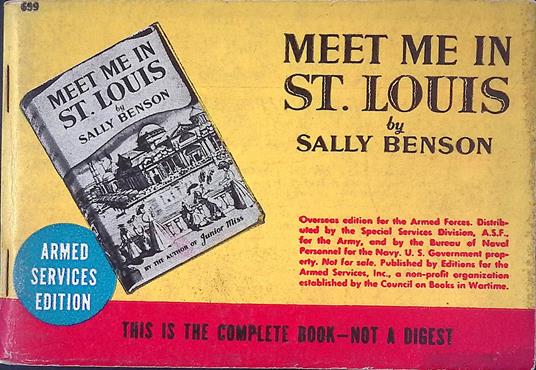 699
MEET ME IN
ST. LOUIS
by
SALLY BENSON
BY THE AUTHOR OF Junior Miss
ARMED
SERVICES
EDITION
MEET ME IN
ST. LOUIS
by
SALLY BENSON
Overseas edition for the Armed Forces. Distrib-
uted by the Special Services Division, A.S.F.,
for the Army, and by the Bureau of Naval
Personnel for the Navy. U. S. Government prop-
erty. Not for sale. Published by Editions for the
Armed Services, Inc., a non-profit organization
established by the Council on Books in Wartime.
THIS IS THE COMPLETE BOOK—NOT A DIGEST